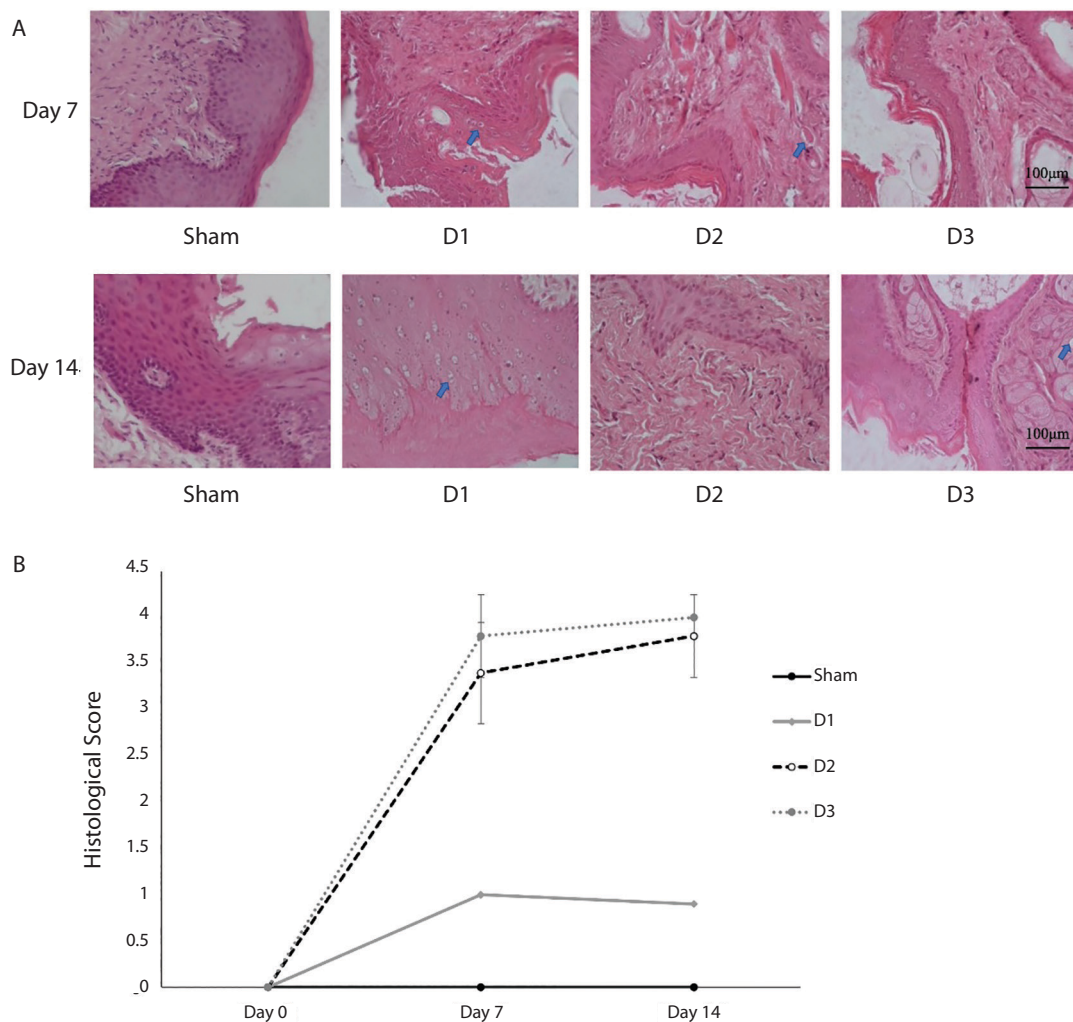 A
Day 7
100μm
Sham D1 D2 D3
Day 14
100μm
Sham D1 D2 D3
B
Histological Score
4.5
4
3.5
3
2.5
2
1.5
1
0.5
0
Day 0 Day 7 Day 14
Sham
D1
D2
D3